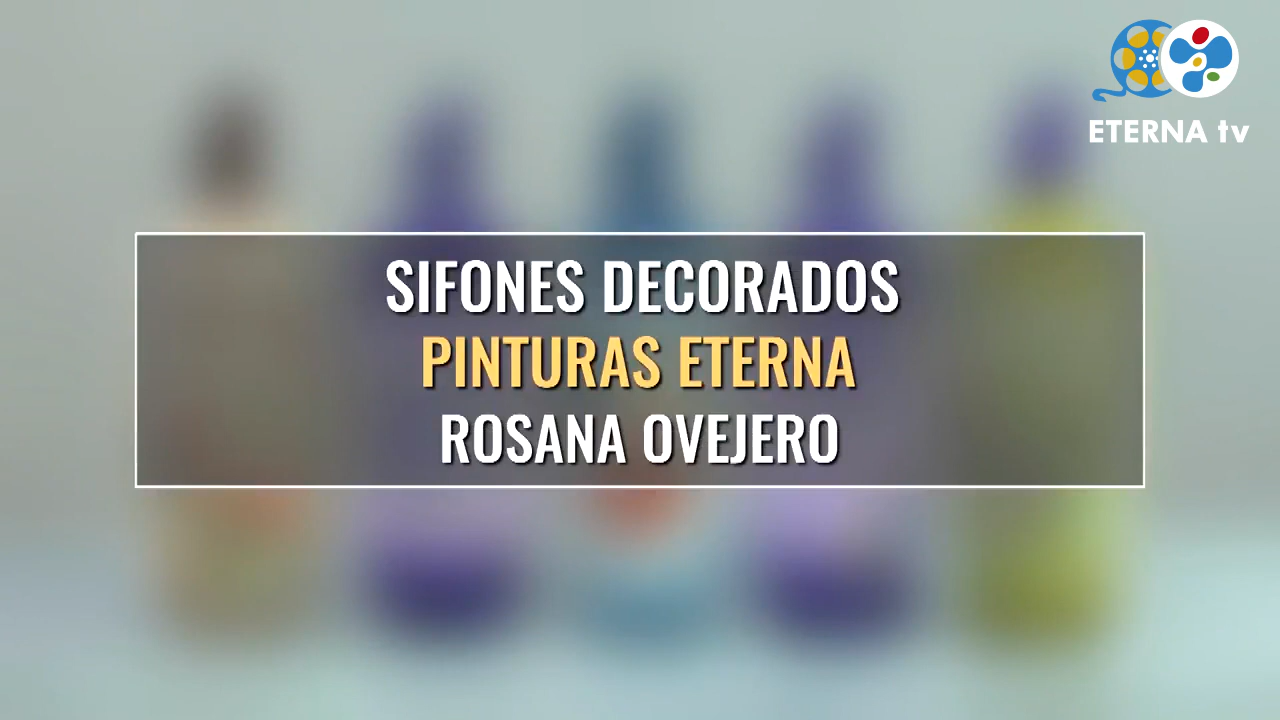 ETERNA tv
SIFONES DECORADOS
PINTURAS ETERNA
ROSANA OVEJERO